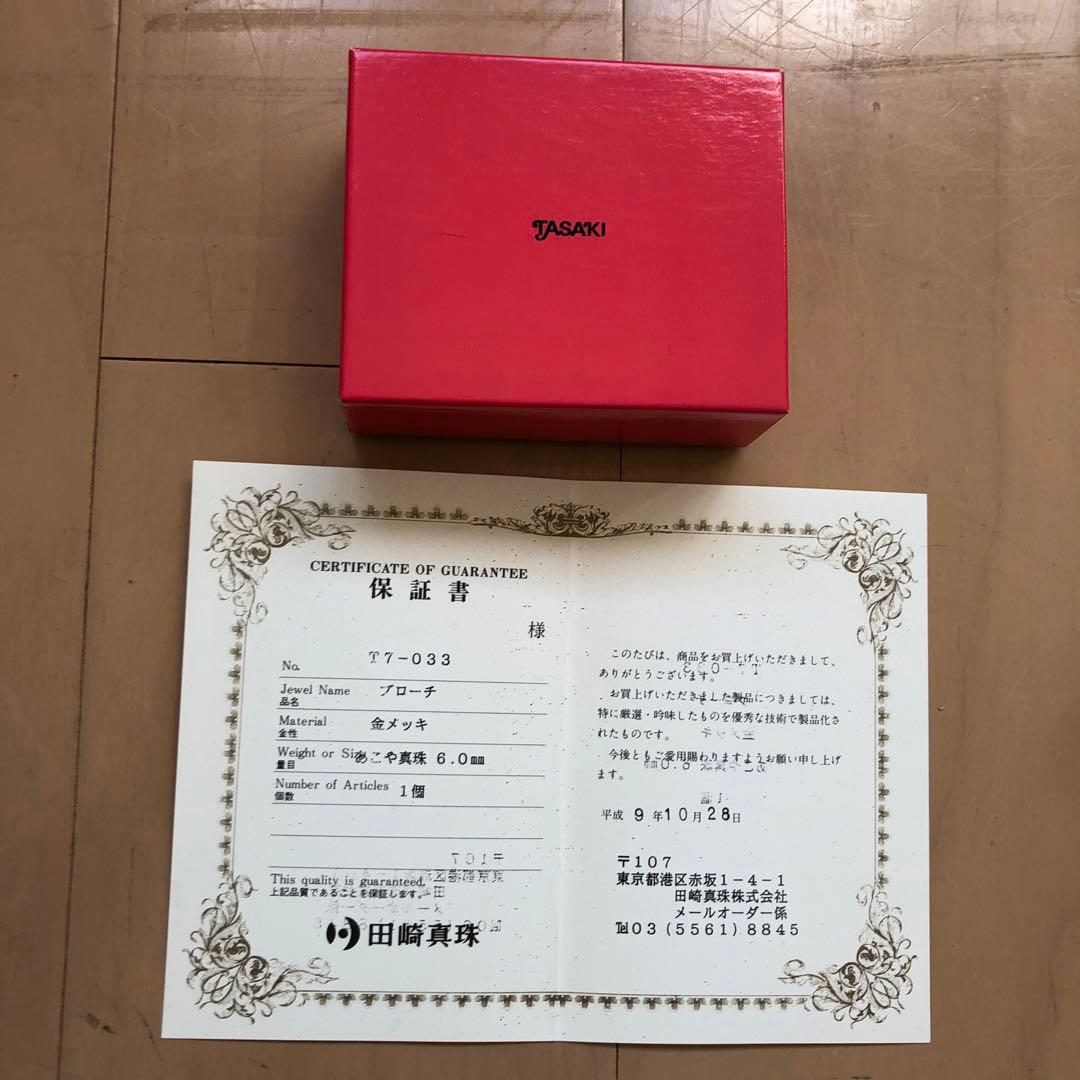 TASAKI
CERTIFICATE OF GUARANTEE
保証書
様
No. T7-033
Jewel Name ブローチ
品名
Material 金メッキ
金性
Weight or Size あこや真珠 6.0mm
量目
Number of Articles 1個
個数
This quality is guaranteed.
上記品質であることを保証します。
田崎真珠
このたびは、商品をお買上げいただきまして、
ありがとうございます。
お買上げいただきました製品につきましては、
特に厳選・吟味したものを優秀な技術で製品化さ
れたものです。
今後ともご愛用賜わりますようお願い申し上げ
ます。
平成 9年10月28日
〒107
東京都港区赤坂1-4-1
田崎真珠株式会社
メールオーダー係
℡03(5561)8845